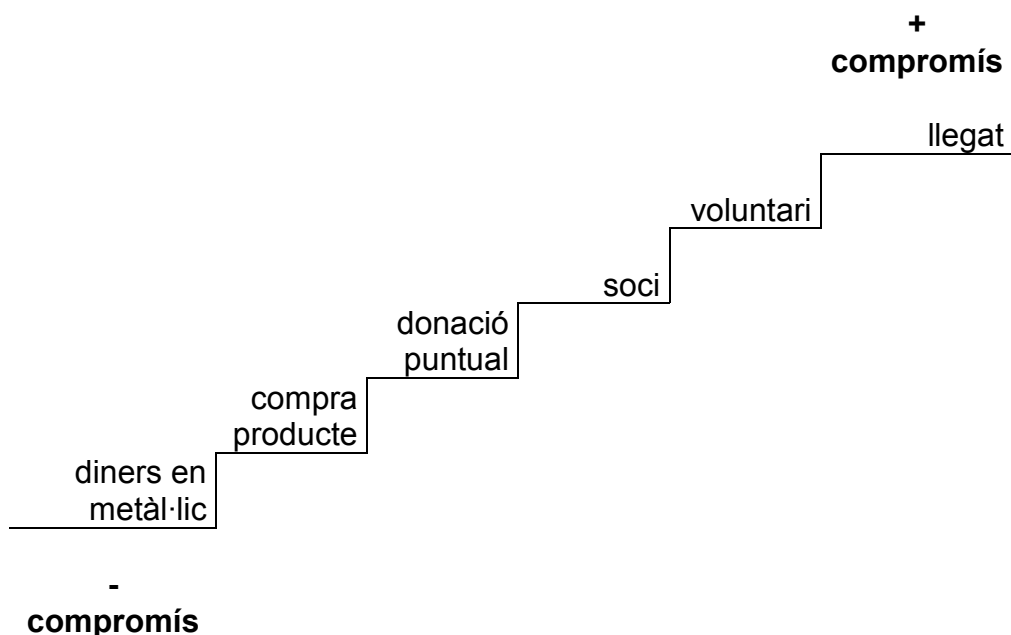 +
compromís
llegat
voluntari
soci
donació
puntual
compra
producte
diners en
metàl·lic
-
compromís